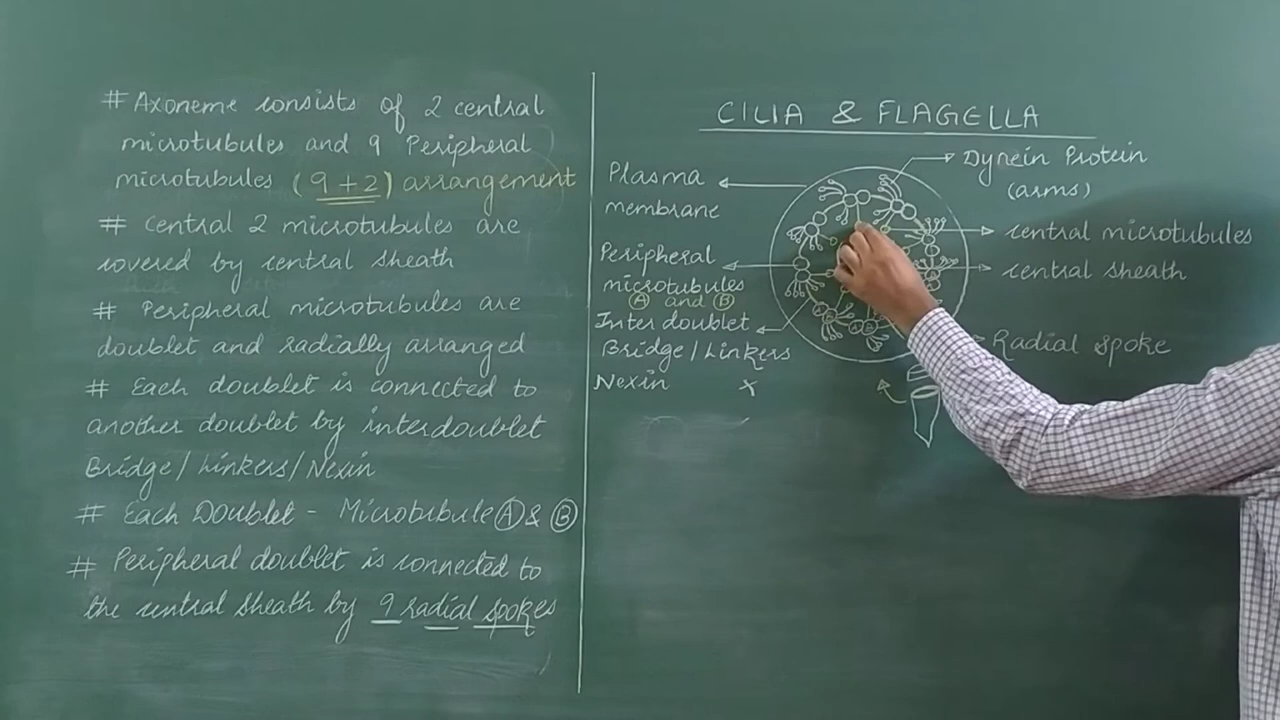 # Axoneme consists of 2 central
microtubules and 9 Peripheral
microtubules (9+2) arrangement
# Central 2 microtubules are
covered by central sheath
# Peripheral microtubules are
doublet and radially arranged
# Each doublet is connected to
another doublet by interdoublet
Bridge/Linkers/Nexin
# Each Doublet - Microtubule A & B
# Peripheral doublet is connected to
the central sheath by 9 radial spokes
CILIA & FLAGELLA
Plasma
membrane
Peripheral
microtubules
A and B
Inter doublet
Bridge/Linkers
Nexin
Dynein Protein
(arms)
central microtubules
central sheath
Radial spoke